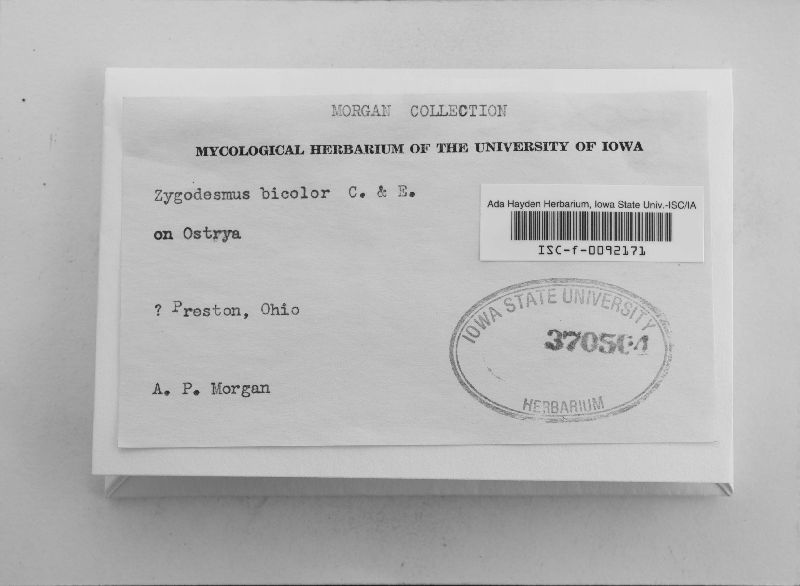 MORGAN COLLECTION
MYCOLOGICAL HERBARIUM OF THE UNIVERSITY OF IOWA
Zygodesmus bicolor C. & E.
on Ostrya
? Preston, Ohio
A. P. Morgan
Ada Hayden Herbarium, Iowa State Univ.-ISC/IA
ISC-f-0092171
IOWA STATE UNIVERSITY
370504
HERBARIUM